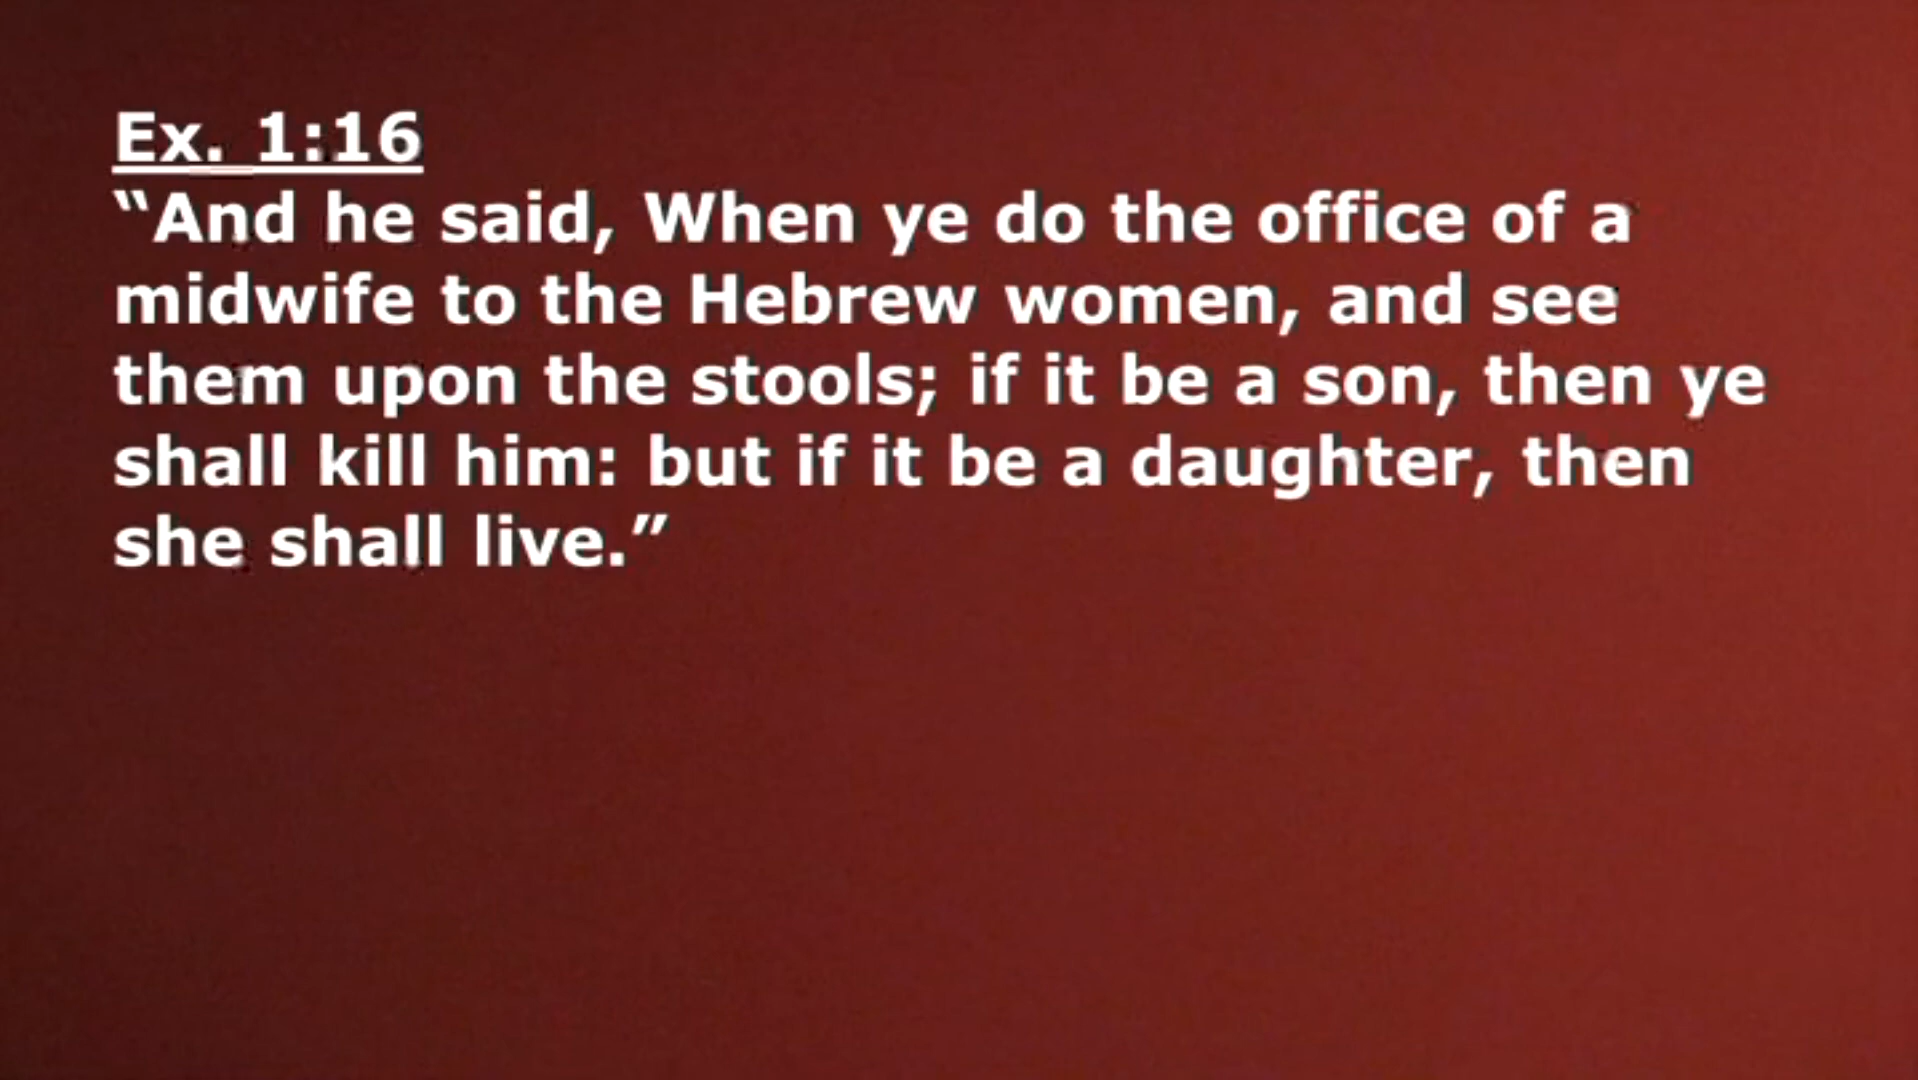 Ex. 1:16
“And he said, When ye do the office of a
midwife to the Hebrew women, and see
them upon the stools; if it be a son, then ye
shall kill him: but if it be a daughter, then
she shall live.”